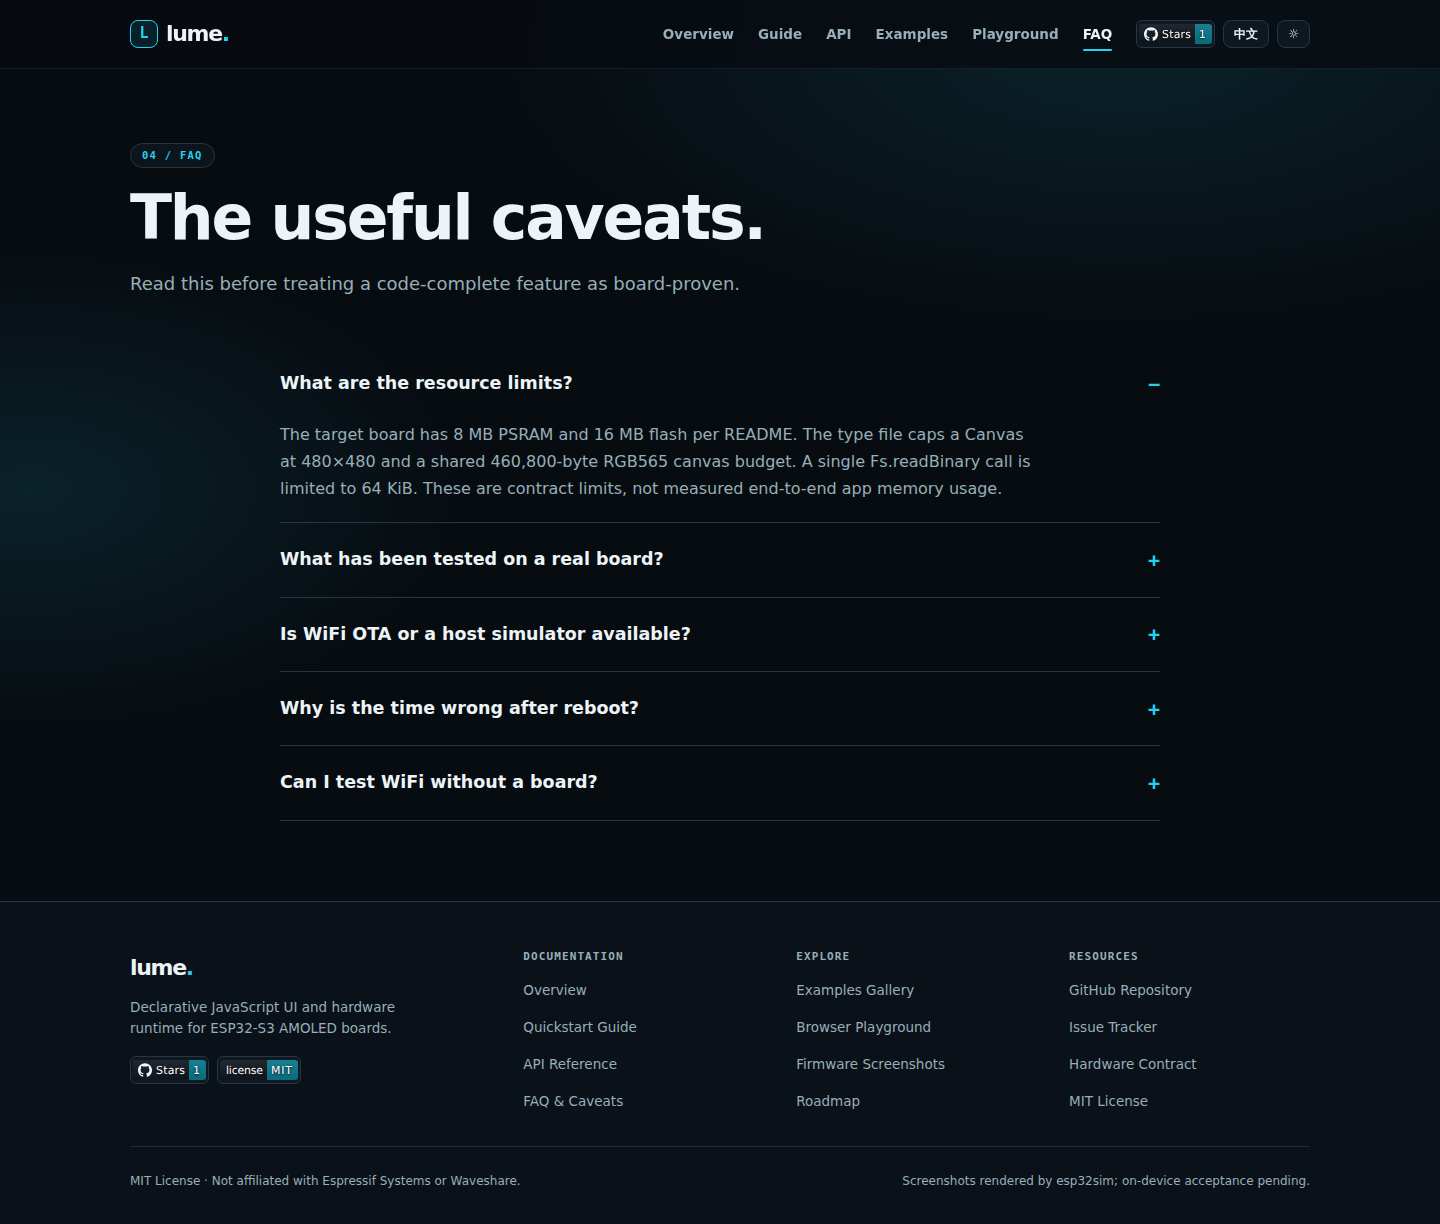 L lume.
Overview Guide API Examples Playground FAQ Stars 1 中文
04 / FAQ
The useful caveats.
Read this before treating a code-complete feature as board-proven.
What are the resource limits? −
The target board has 8 MB PSRAM and 16 MB flash per README. The type file caps a Canvas
at 480×480 and a shared 460,800-byte RGB565 canvas budget. A single Fs.readBinary call is
limited to 64 KiB. These are contract limits, not measured end-to-end app memory usage.
What has been tested on a real board? +
Is WiFi OTA or a host simulator available? +
Why is the time wrong after reboot? +
Can I test WiFi without a board? +
lume.
Declarative JavaScript UI and hardware
runtime for ESP32-S3 AMOLED boards.
Stars 1 license MIT
DOCUMENTATION
Overview
Quickstart Guide
API Reference
FAQ & Caveats
EXPLORE
Examples Gallery
Browser Playground
Firmware Screenshots
Roadmap
RESOURCES
GitHub Repository
Issue Tracker
Hardware Contract
MIT License
MIT License · Not affiliated with Espressif Systems or Waveshare.
Screenshots rendered by esp32sim; on-device acceptance pending.